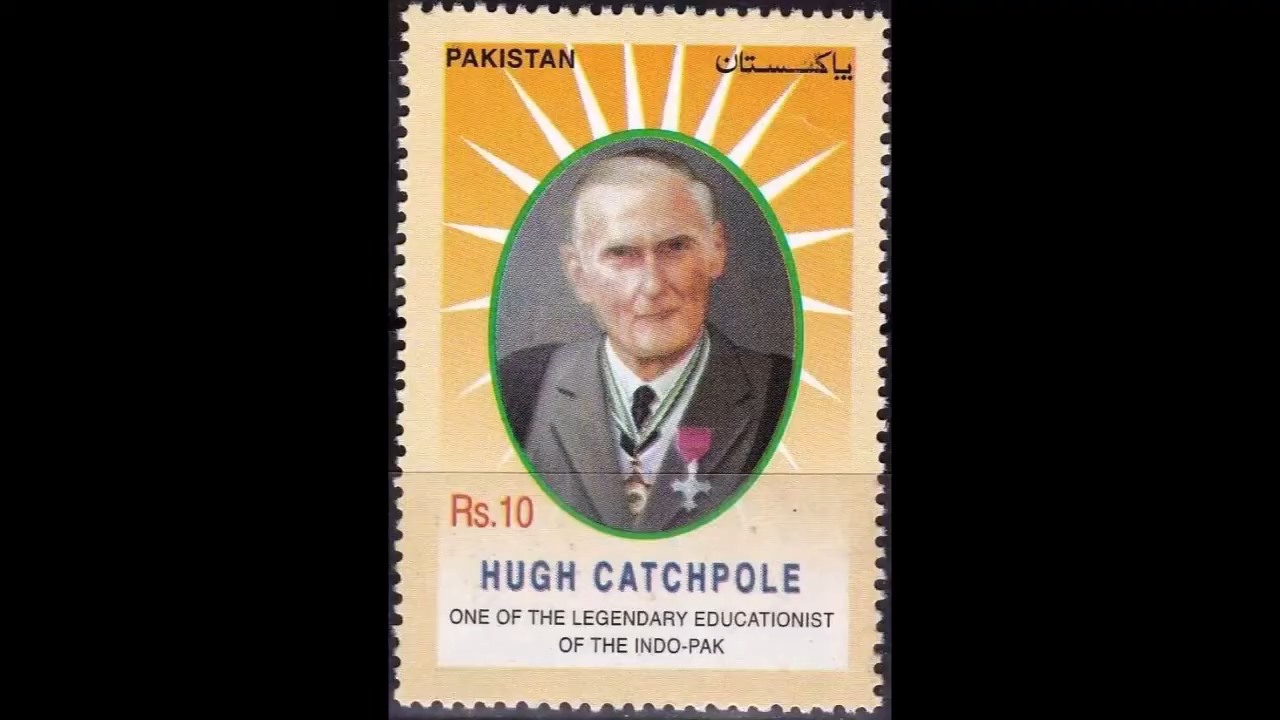 PAKISTAN پاکستان
Rs.10
HUGH CATCHPOLE
ONE OF THE LEGENDARY EDUCATIONIST
OF THE INDO-PAK